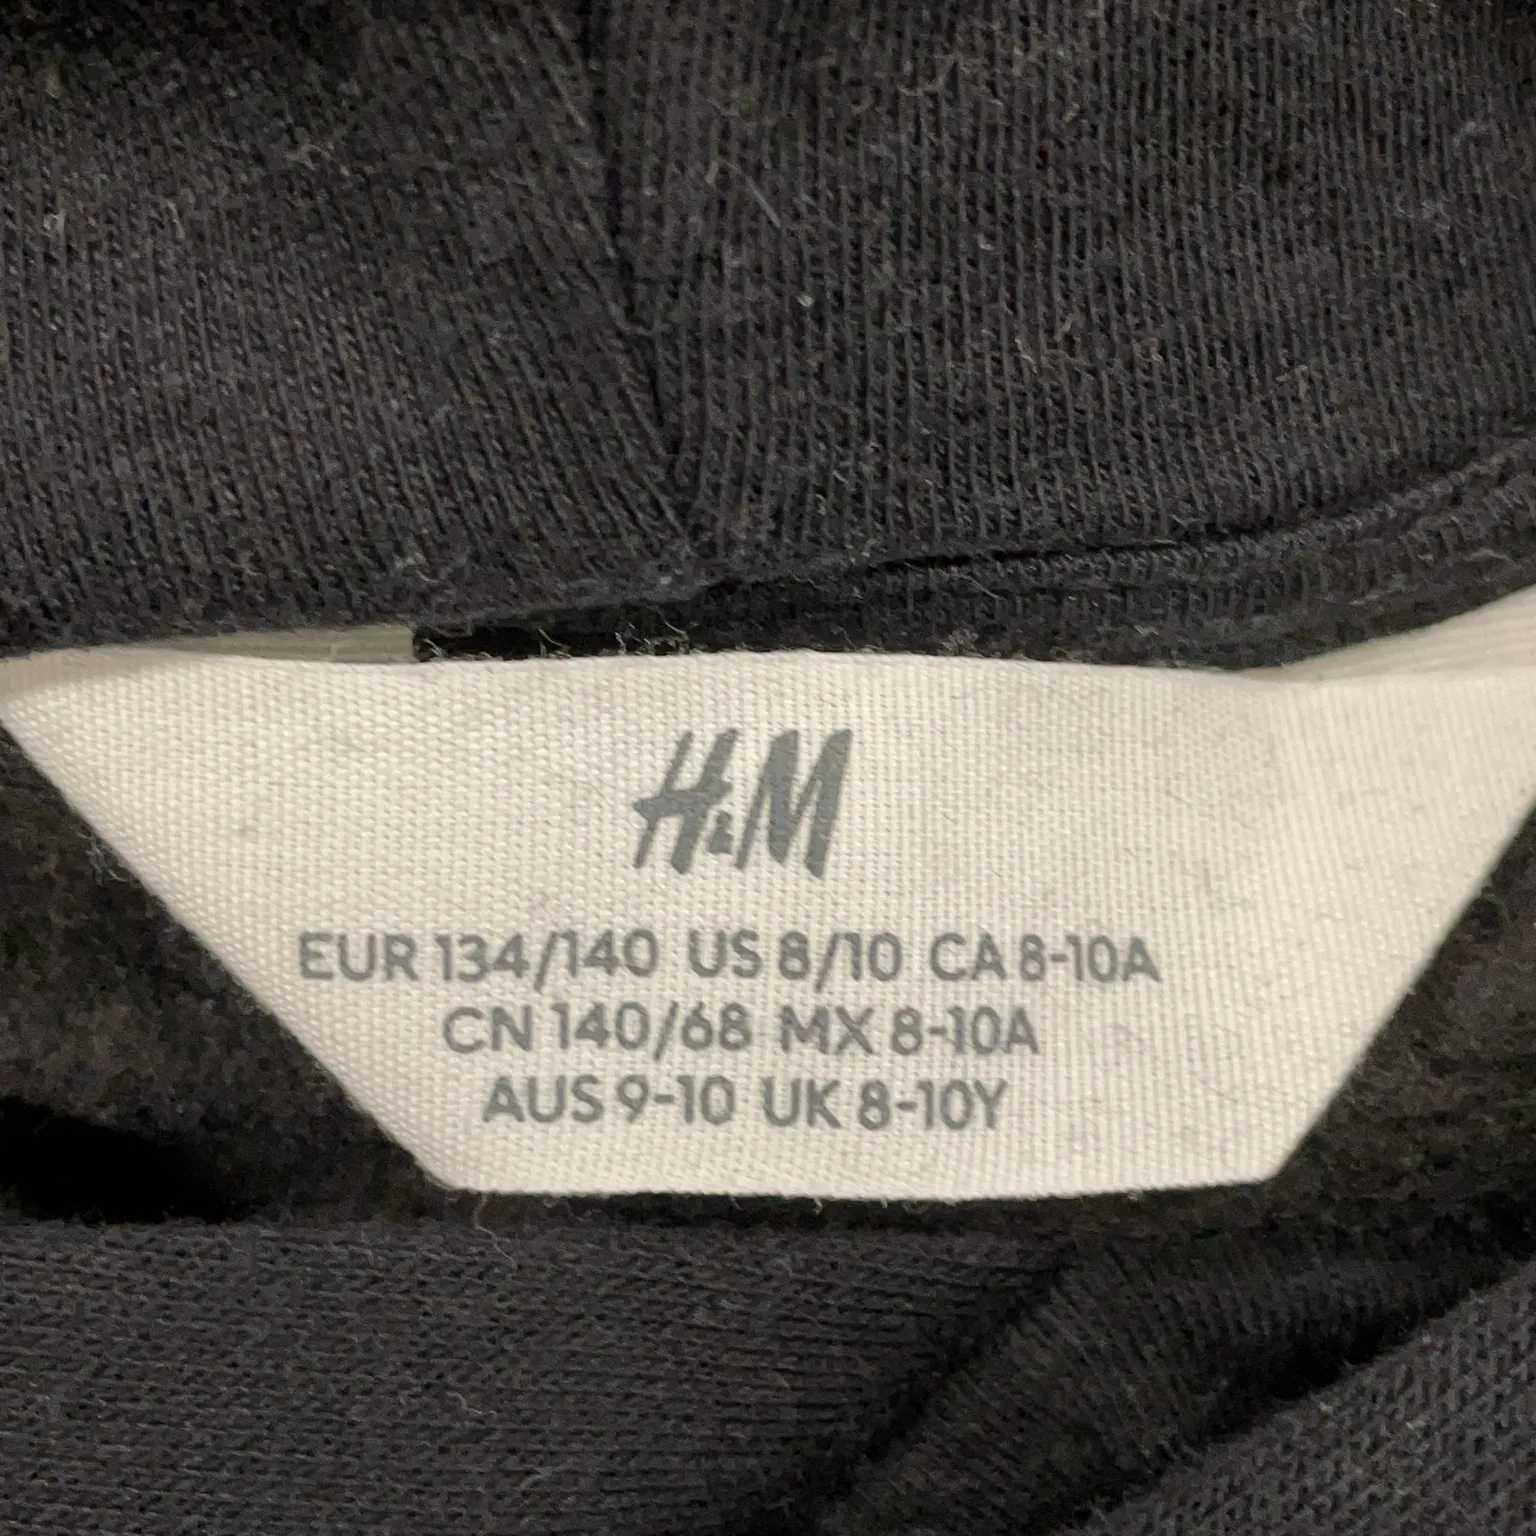 H&M
EUR 134/140 US 8/10 CA 8-10A
CN 140/68 MX 8-10A
AUS 9-10 UK 8-10Y